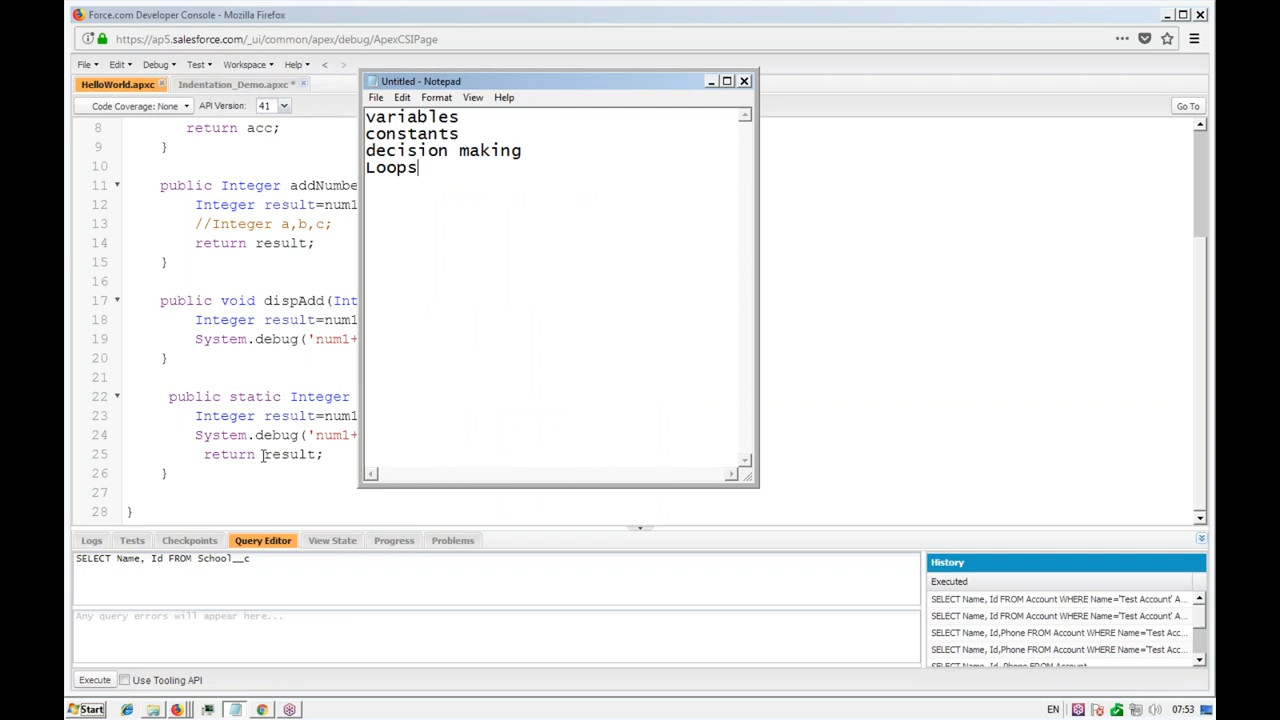 Force.com Developer Console - Mozilla Firefox
https://ap5.salesforce.com/_ui/common/apex/debug/ApexCSIPage
File Edit Debug Test Workspace Help < >
HelloWorld.apxc Indentation_Demo.apxc *
Code Coverage: None API Version: 41 Go To
Untitled - Notepad
File Edit Format View Help
variables
constants
decision making
Loops
8 return acc;
9 }
10
11 public Integer addNumbe
12 Integer result=num1
13 //Integer a,b,c;
14 return result;
15 }
16
17 public void dispAdd(Int
18 Integer result=num1
19 System.debug('num1+
20 }
21
22 public static Integer
23 Integer result=num1
24 System.debug('num1+
25 return result;
26 }
27
28 }
Logs Tests Checkpoints Query Editor View State Progress Problems
SELECT Name, Id FROM School__c
Any query errors will appear here...
History
Executed
SELECT Name, Id FROM Account WHERE Name='Test Account' A...
SELECT Name, Id FROM Account WHERE Name='Test Account' A...
SELECT Name, Id,Phone FROM Account WHERE Name='Test Acc...
SELECT Name, Id,Phone FROM Account WHERE Name='Test Acc...
SELECT Name, Id, Phone FROM Account
Execute Use Tooling API
Start EN 07:53